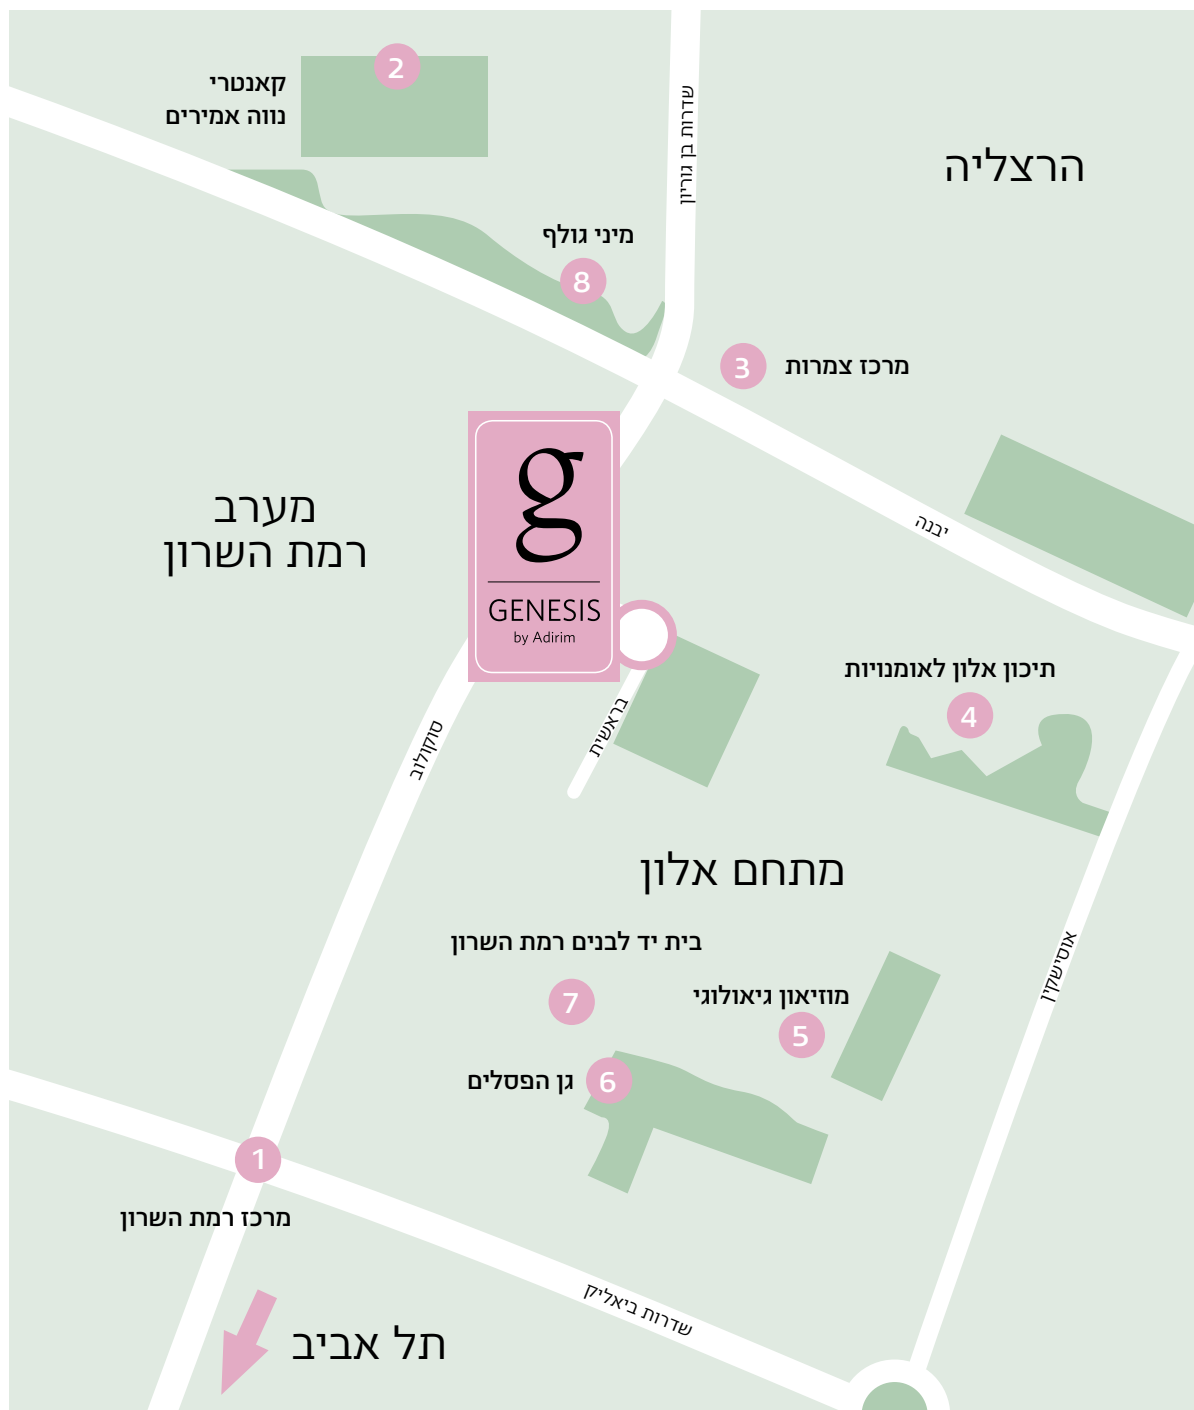 2
קאנטרי
נווה אמירים
שדרות בן גוריון
הרצליה
מיני גולף
8
3
מרכז צמרות
g
GENESIS
by Adirim
מערב
רמת השרון
יבנה
תיכון אלון לאומנויות
4
סוקולוב
בראשית
מתחם אלון
בית יד לבנים רמת השרון
7
מוזיאון גיאולוגי
5
אוסישקין
גן הפסלים
6
1
מרכז רמת השרון
שדרות ביאליק
תל אביב